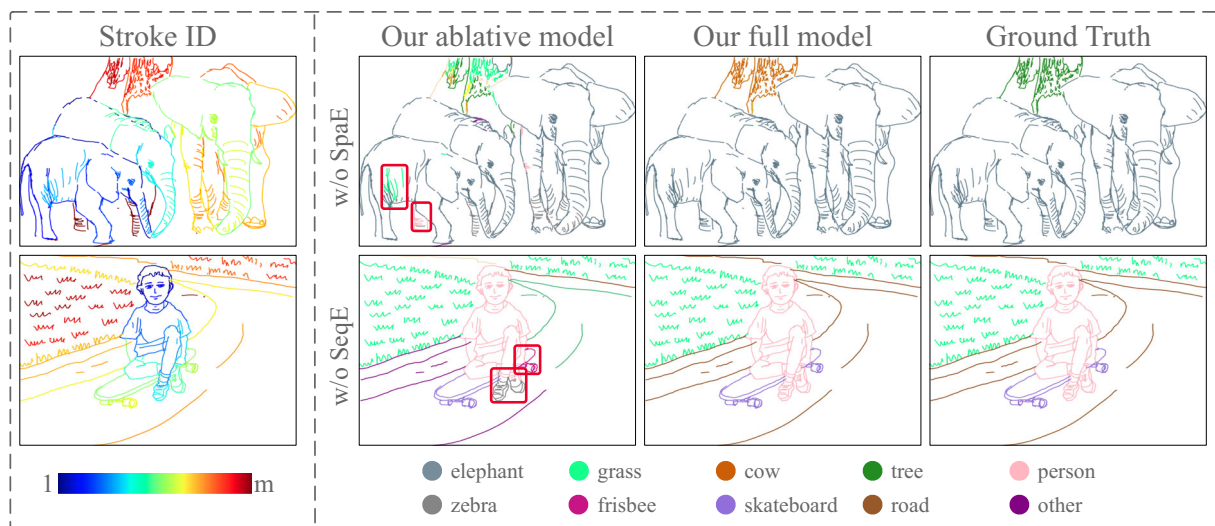 Stroke ID
Our ablative model
Our full model
Ground Truth
w/o SpaE
w/o SeqE
1
m
elephant
grass
cow
tree
person
zebra
frisbee
skateboard
road
other